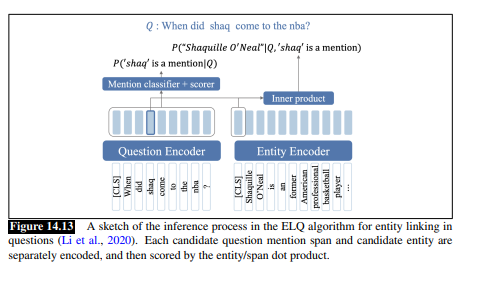 Q : When did shaq come to the nba?
P("Shaquille O'Neal"|Q,'shaq' is a mention)
P('shaq' is a mention|Q)
Mention classifier + scorer
Inner product
Question Encoder
Entity Encoder
[CLS]
When
did
shaq
come
to
the
nba
?
[CLS]
Shaquille
O'Neal
is
an
former
American
professional
basketball
player
...
Figure 14.13 A sketch of the inference process in the ELQ algorithm for entity linking in
questions (Li et al., 2020). Each candidate question mention span and candidate entity are
separately encoded, and then scored by the entity/span dot product.